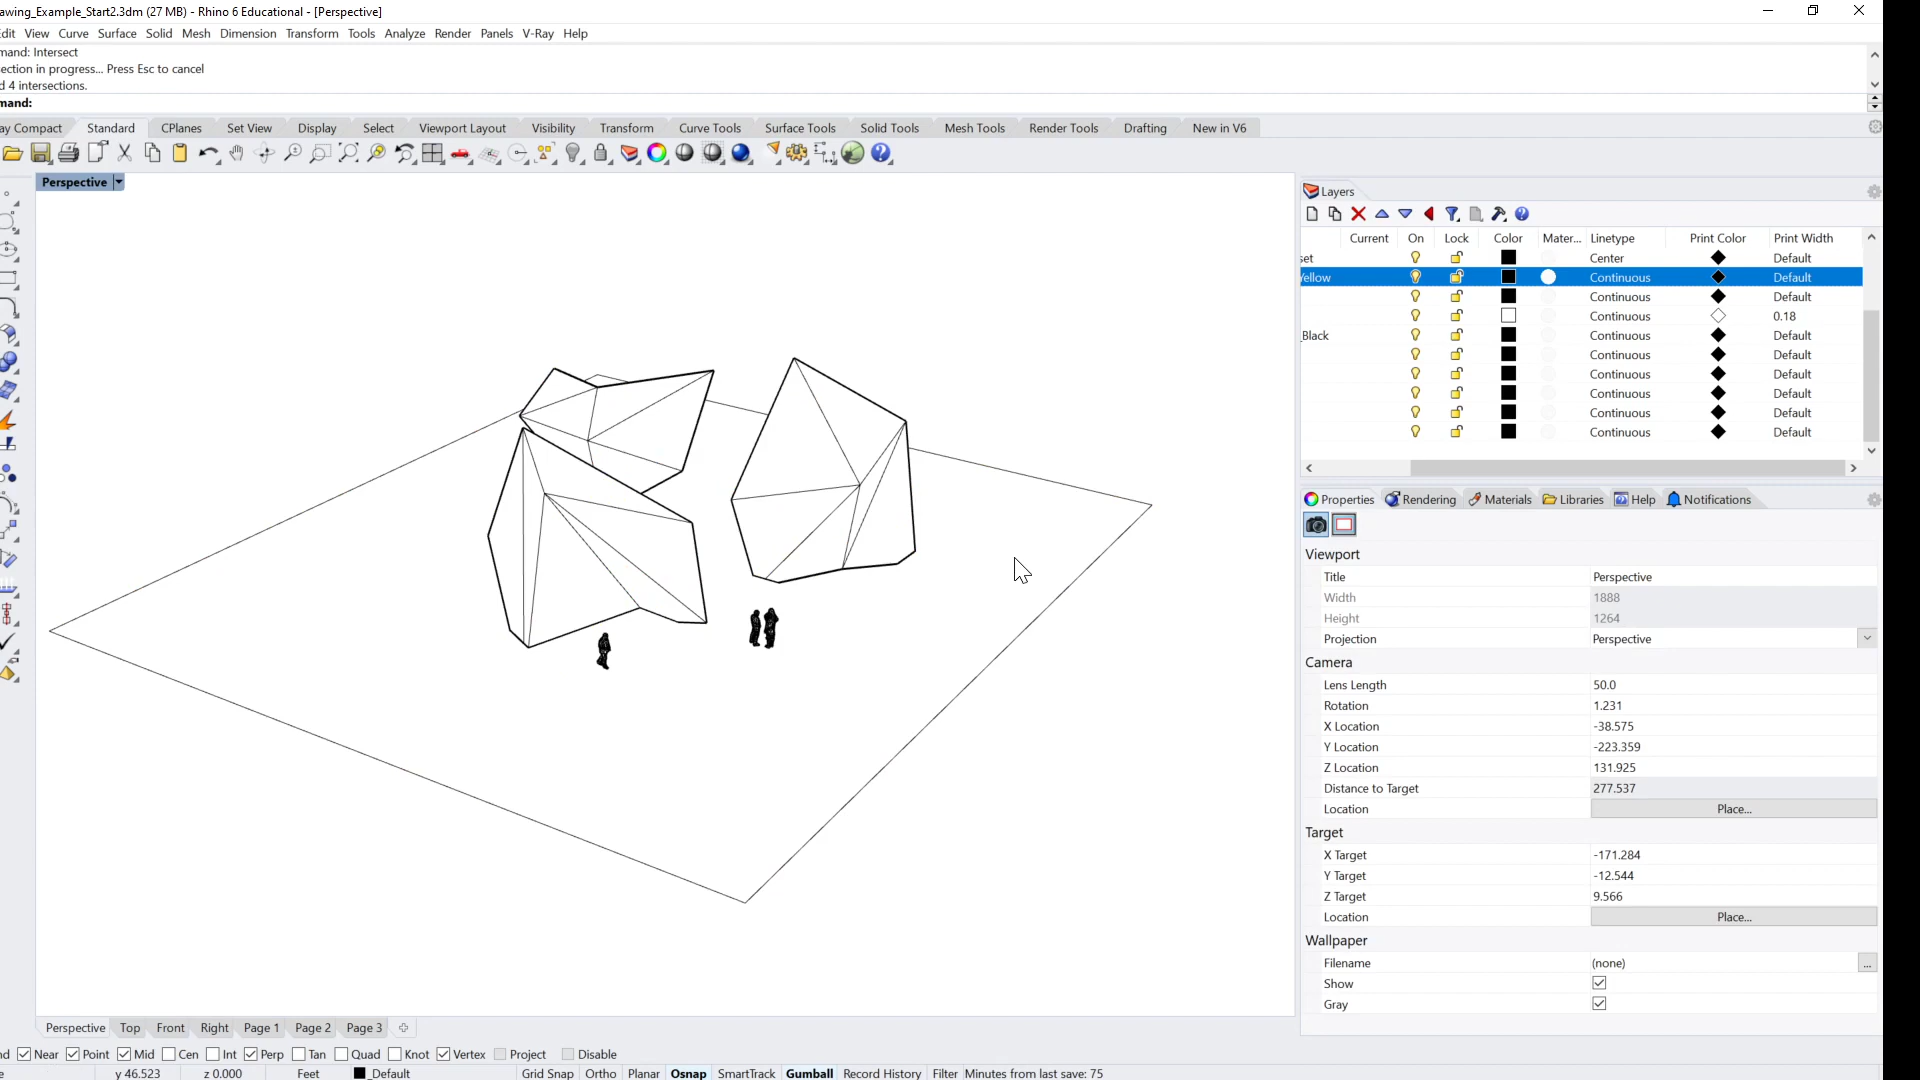 awing_Example_Start2.3dm (27 MB) - Rhino 6 Educational - [Perspective]
Edit View Curve Surface Solid Mesh Dimension Transform Tools Analyze Render Panels V-Ray Help
mand: Intersect
ection in progress... Press Esc to cancel
d 4 intersections.
mand:
ay Compact Standard CPlanes Set View Display Select Viewport Layout Visibility Transform Curve Tools Surface Tools Solid Tools Mesh Tools Render Tools Drafting New in V6
Perspective
Layers
Current On Lock Color Mater... Linetype Print Color Print Width
set Center Default
Yellow Continuous Default
Continuous Default
Continuous 0.18
_Black Continuous Default
Continuous Default
Continuous Default
Continuous Default
Continuous Default
Continuous Default
Properties Rendering Materials Libraries Help Notifications
Viewport
Title Perspective
Width 1888
Height 1264
Projection Perspective
Camera
Lens Length 50.0
Rotation 1.231
X Location -38.575
Y Location -223.359
Z Location 131.925
Distance to Target 277.537
Location Place...
Target
X Target -171.284
Y Target -12.544
Z Target 9.566
Location Place...
Wallpaper
Filename (none) ...
Show
Gray
Perspective Top Front Right Page 1 Page 2 Page 3
nd Near Point Mid Cen Int Perp Tan Quad Knot Vertex Project Disable
e y 46.523 z 0.000 Feet _Default Grid Snap Ortho Planar Osnap SmartTrack Gumball Record History Filter Minutes from last save: 75